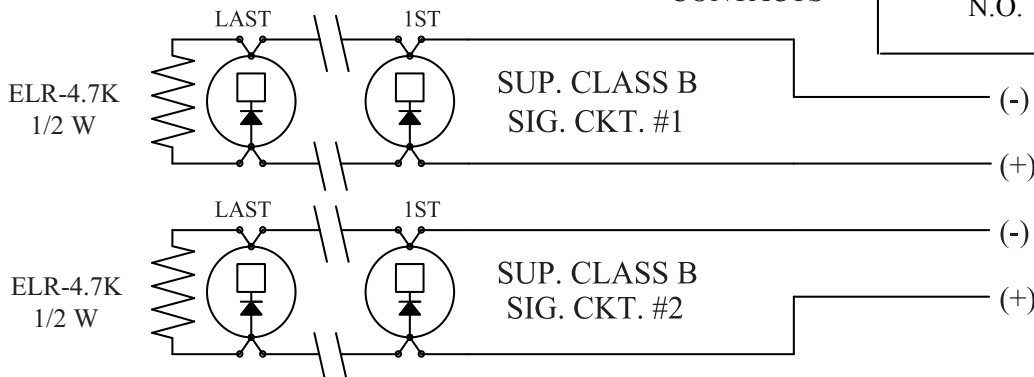 N.O.
LAST 1ST
ELR-4.7K
1/2 W
SUP. CLASS B
SIG. CKT. #1
(-)
(+)
LAST 1ST
ELR-4.7K
1/2 W
SUP. CLASS B
SIG. CKT. #2
(-)
(+)